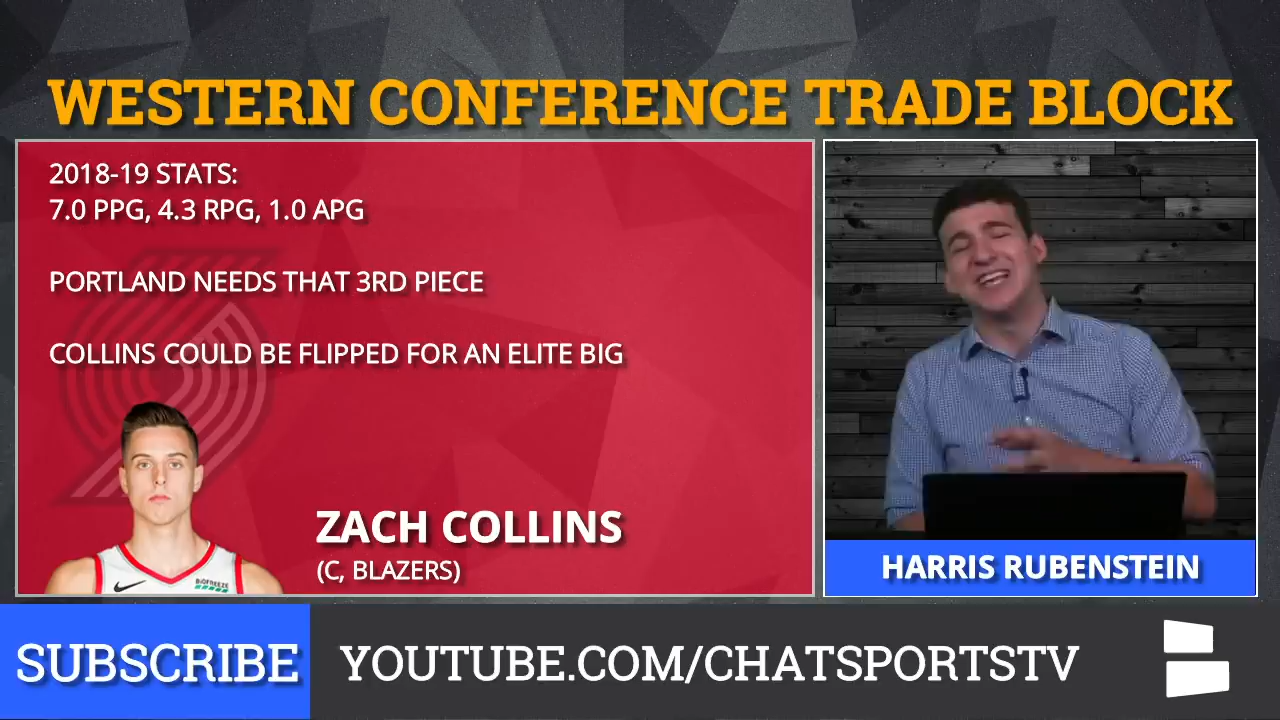 WESTERN CONFERENCE TRADE BLOCK
2018-19 STATS:
7.0 PPG, 4.3 RPG, 1.0 APG
PORTLAND NEEDS THAT 3RD PIECE
COLLINS COULD BE FLIPPED FOR AN ELITE BIG
BIOFREEZE
ZACH COLLINS
(C, BLAZERS)
HARRIS RUBENSTEIN
SUBSCRIBE
YOUTUBE.COM/CHATSPORTSTV